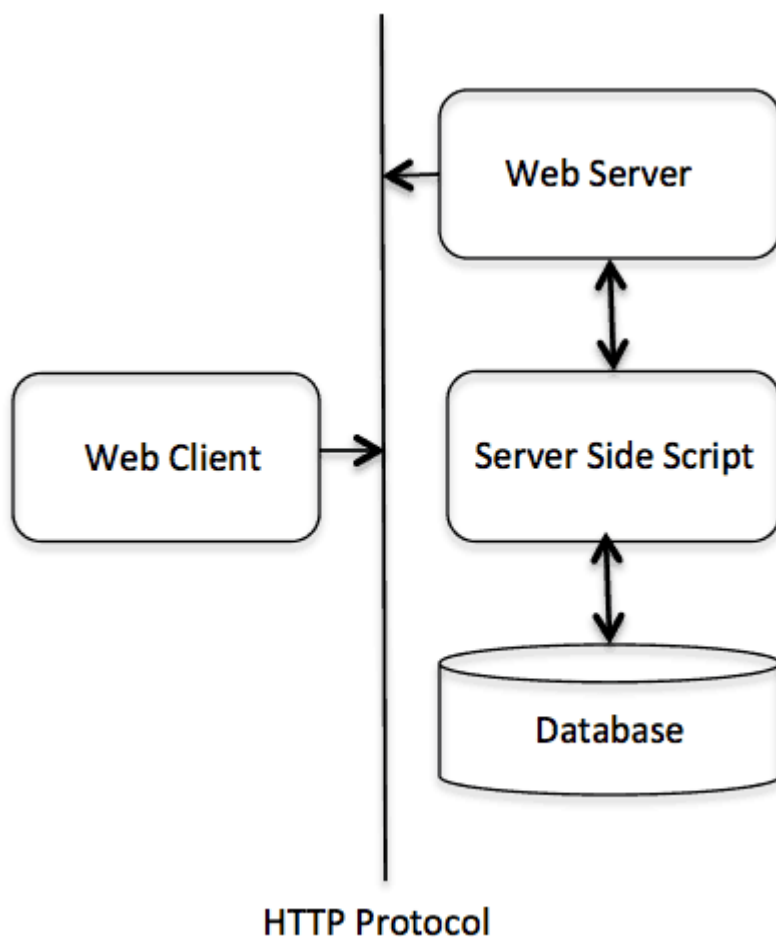 Web Server
Web Client
Server Side Script
Database
HTTP Protocol